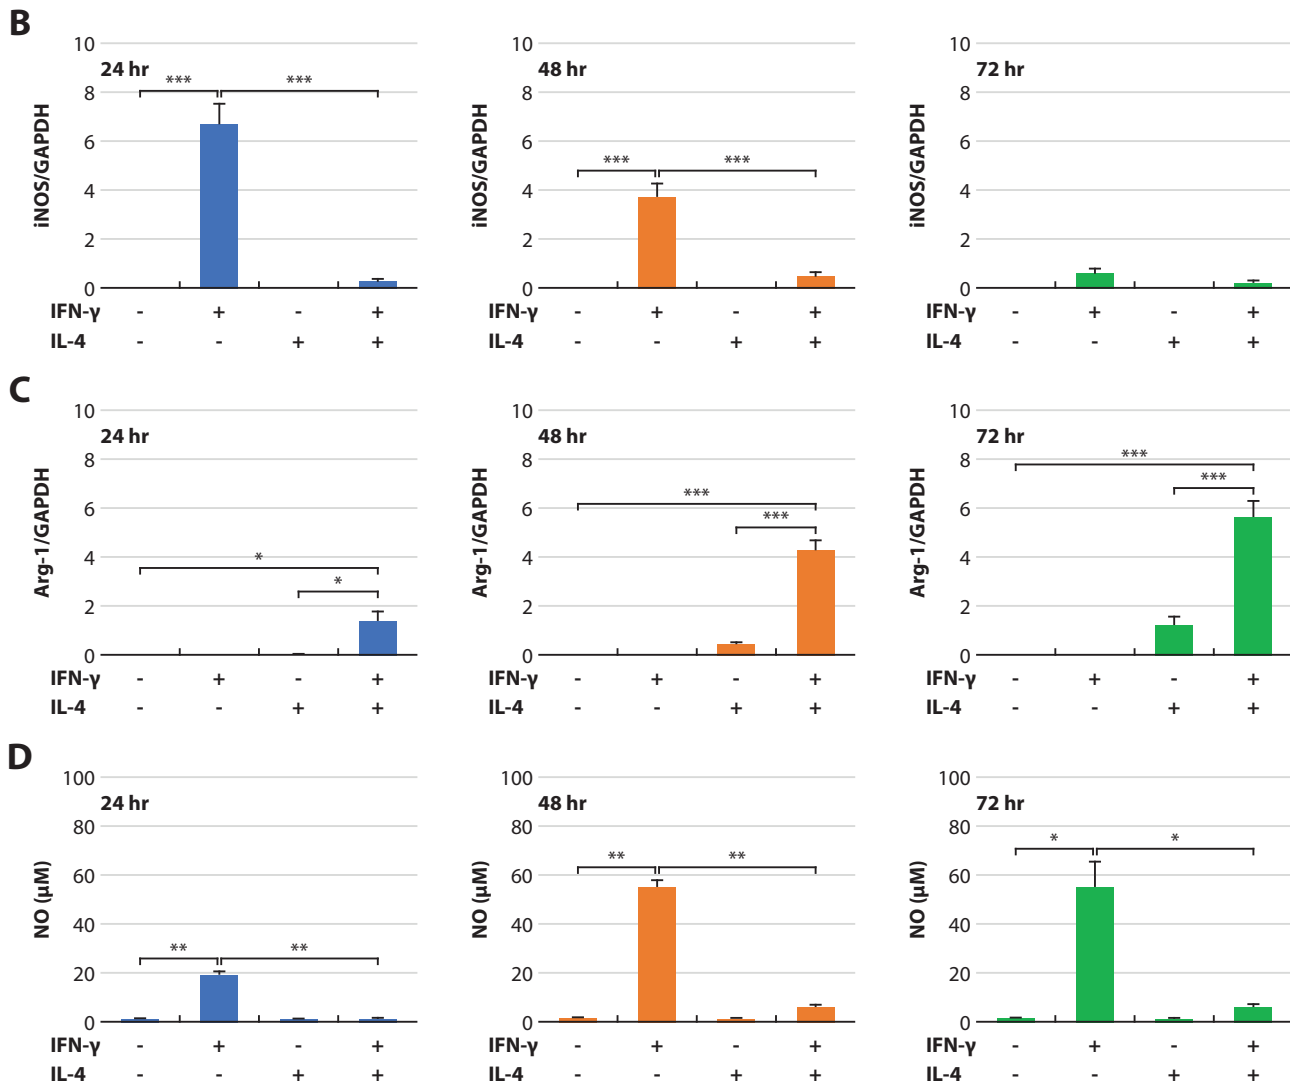 B
10
8
6
4
2
0
iNOS/GAPDH
24 hr
*** ***
IFN-γ - + - +
IL-4 - - + +
10
8
6
4
2
0
iNOS/GAPDH
48 hr
*** ***
IFN-γ - + - +
IL-4 - - + +
10
8
6
4
2
0
iNOS/GAPDH
72 hr
IFN-γ - + - +
IL-4 - - + +
C
10
8
6
4
2
0
Arg-1/GAPDH
24 hr
*
*
IFN-γ - + - +
IL-4 - - + +
10
8
6
4
2
0
Arg-1/GAPDH
48 hr
***
***
IFN-γ - + - +
IL-4 - - + +
10
8
6
4
2
0
Arg-1/GAPDH
72 hr
***
***
IFN-γ - + - +
IL-4 - - + +
D
100
80
60
40
20
0
NO (μM)
24 hr
** **
IFN-γ - + - +
IL-4 - - + +
100
80
60
40
20
0
NO (μM)
48 hr
** **
IFN-γ - + - +
IL-4 - - + +
100
80
60
40
20
0
NO (μM)
72 hr
* *
IFN-γ - + - +
IL-4 - - + +